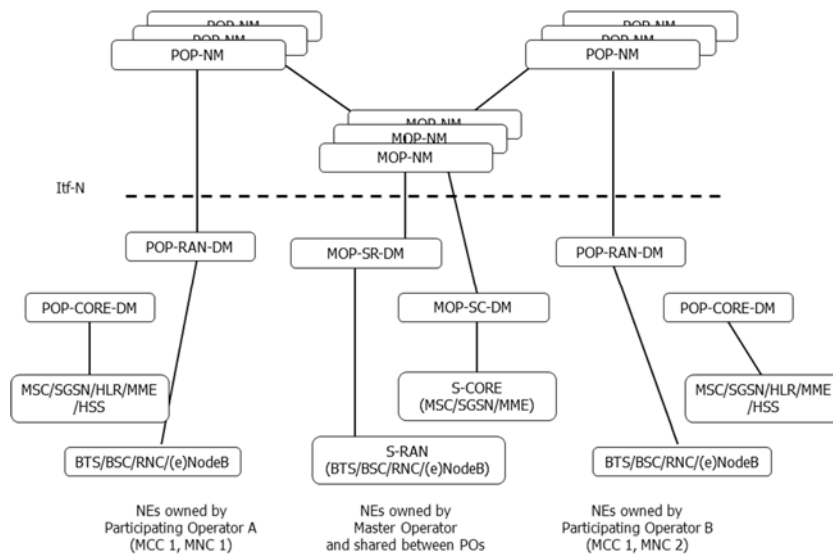 POP-NM
POP-NM
POP-NM
POP-NM
POP-NM
POP-NM
MOP-NM
MOP-NM
MOP-NM
Itf-N
POP-RAN-DM
MOP-SR-DM
POP-RAN-DM
POP-CORE-DM
MOP-SC-DM
POP-CORE-DM
MSC/SGSN/HLR/MME
/HSS
S-CORE
(MSC/SGSN/MME)
MSC/SGSN/HLR/MME
/HSS
BTS/BSC/RNC/(e)NodeB
S-RAN
(BTS/BSC/RNC/(e)NodeB)
BTS/BSC/RNC/(e)NodeB
NEs owned by
Participating Operator A
(MCC 1, MNC 1)
NEs owned by
Master Operator
and shared between POs
NEs owned by
Participating Operator B
(MCC 1, MNC 2)